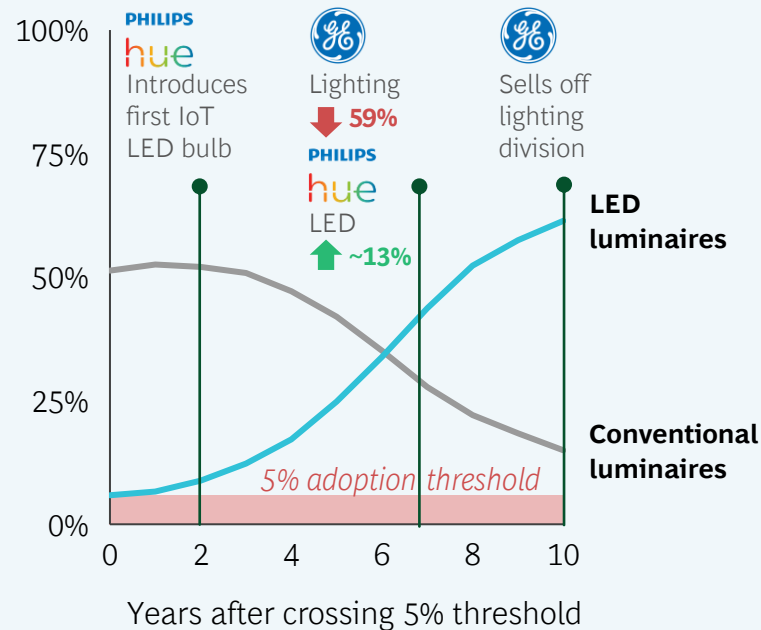 100%
75%
50%
25%
0%
PHILIPS
hue
Introduces
first IoT
LED bulb
GE
Lighting
59%
PHILIPS
hue
LED
~13%
GE
Sells off
lighting
division
LED
luminaires
Conventional
luminaires
5% adoption threshold
0 2 4 6 8 10
Years after crossing 5% threshold